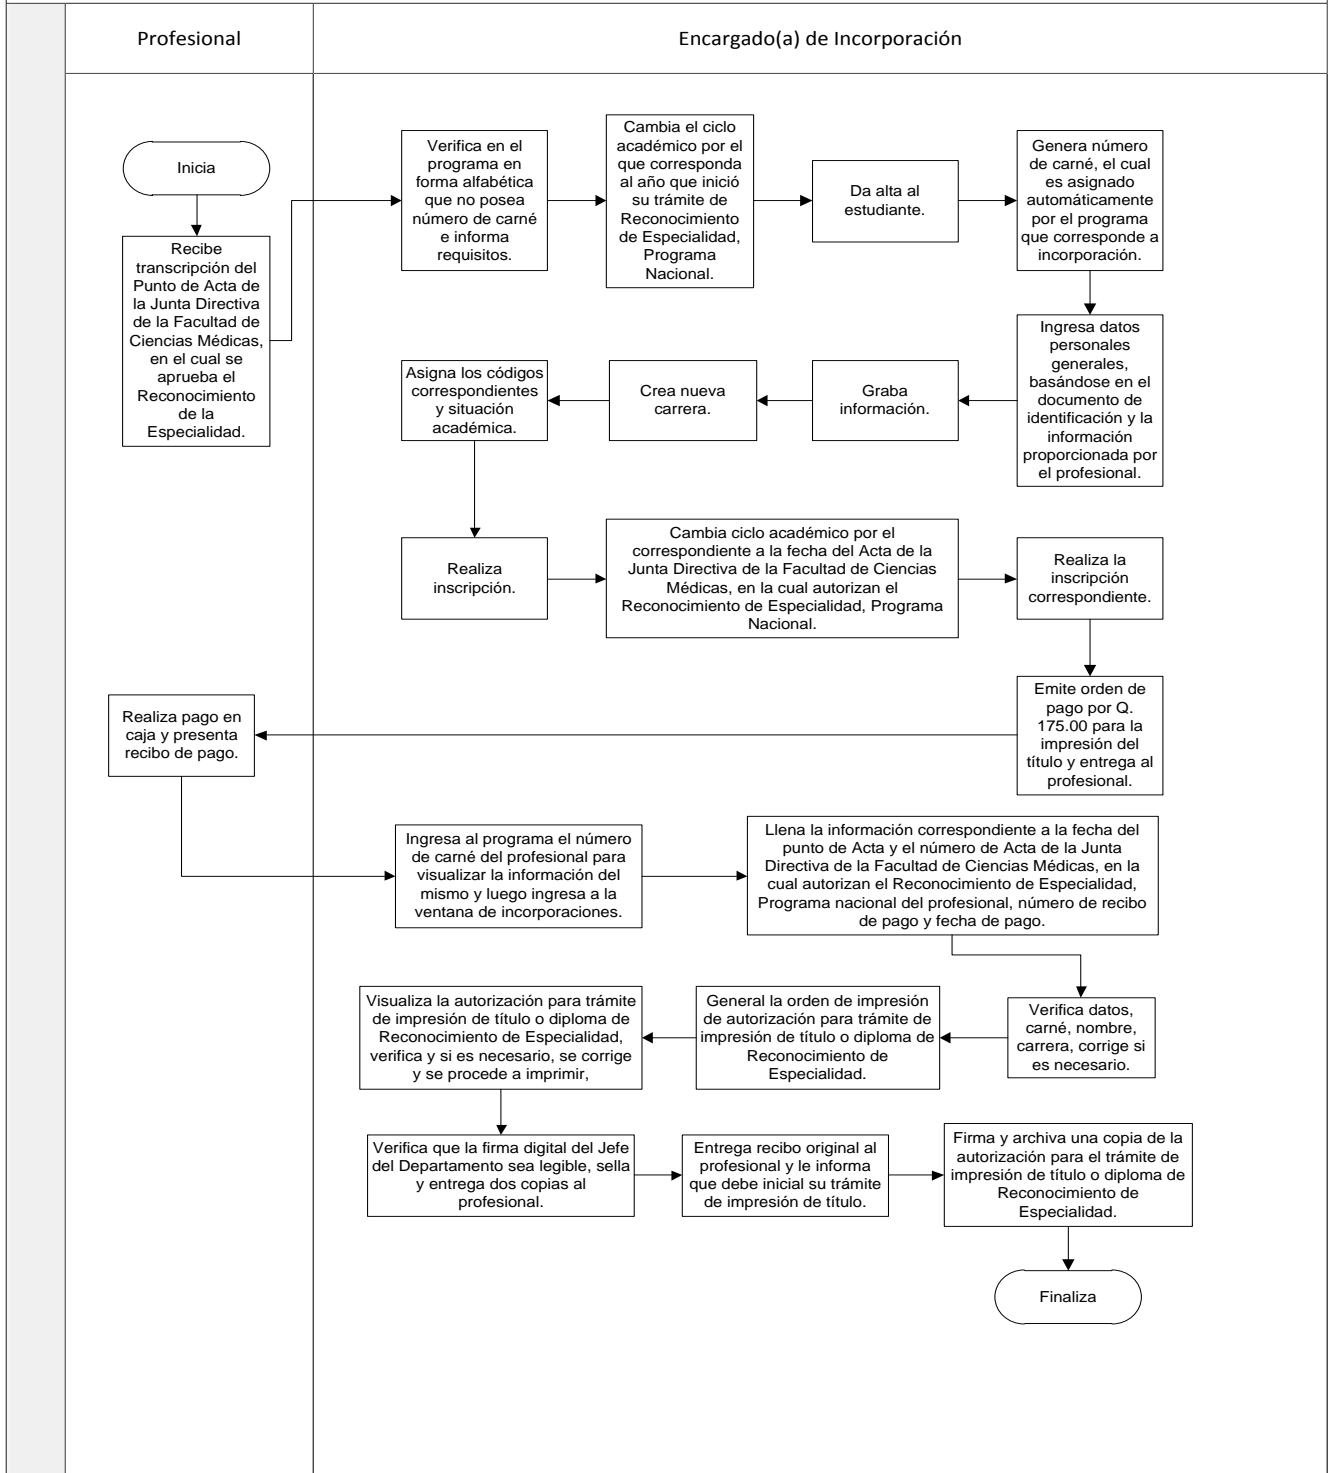 Profesional
Encargado(a) de Incorporación
Inicia
Recibe
transcripción del
Punto de Acta de
la Junta Directiva
de la Facultad de
Ciencias Médicas,
en el cual se
aprueba el
Reconocimiento
de la
Especialidad.
Verifica en el
programa en
forma alfabética
que no posea
número de carné
e informa
requisitos.
Cambia el ciclo
académico por el
que corresponda
al año que inició
su trámite de
Reconocimiento
de Especialidad,
Programa
Nacional.
Da alta al
estudiante.
Genera número
de carné, el cual
es asignado
automáticamente
por el programa
que corresponde a
incorporación.
Ingresa datos
personales
generales,
basándose en el
documento de
identificación y la
información
proporcionada por
el profesional.
Graba
información.
Crea nueva
carrera.
Asigna los códigos
correspondientes
y situación
académica.
Realiza
inscripción.
Cambia ciclo académico por el
correspondiente a la fecha del Acta de la
Junta Directiva de la Facultad de Ciencias
Médicas, en la cual autorizan el
Reconocimiento de Especialidad, Programa
Nacional.
Realiza la
inscripción
correspondiente.
Emite orden de
pago por Q.
175.00 para la
impresión del
título y entrega al
profesional.
Realiza pago en
caja y presenta
recibo de pago.
Ingresa al programa el número
de carné del profesional para
visualizar la información del
mismo y luego ingresa a la
ventana de incorporaciones.
Llena la información correspondiente a la fecha del
punto de Acta y el número de Acta de la Junta
Directiva de la Facultad de Ciencias Médicas, en la
cual autorizan el Reconocimiento de Especialidad,
Programa nacional del profesional, número de recibo
de pago y fecha de pago.
Verifica datos,
carné, nombre,
carrera, corrige si
es necesario.
General la orden de impresión
de autorización para trámite de
impresión de título o diploma de
Reconocimiento de
Especialidad.
Visualiza la autorización para trámite
de impresión de título o diploma de
Reconocimiento de Especialidad,
verifica y si es necesario, se corrige
y se procede a imprimir,
Verifica que la firma digital del Jefe
del Departamento sea legible, sella
y entrega dos copias al
profesional.
Entrega recibo original al
profesional y le informa
que debe inicial su trámite
de impresión de título.
Firma y archiva una copia de la
autorización para el trámite de
impresión de título o diploma de
Reconocimiento de
Especialidad.
Finaliza